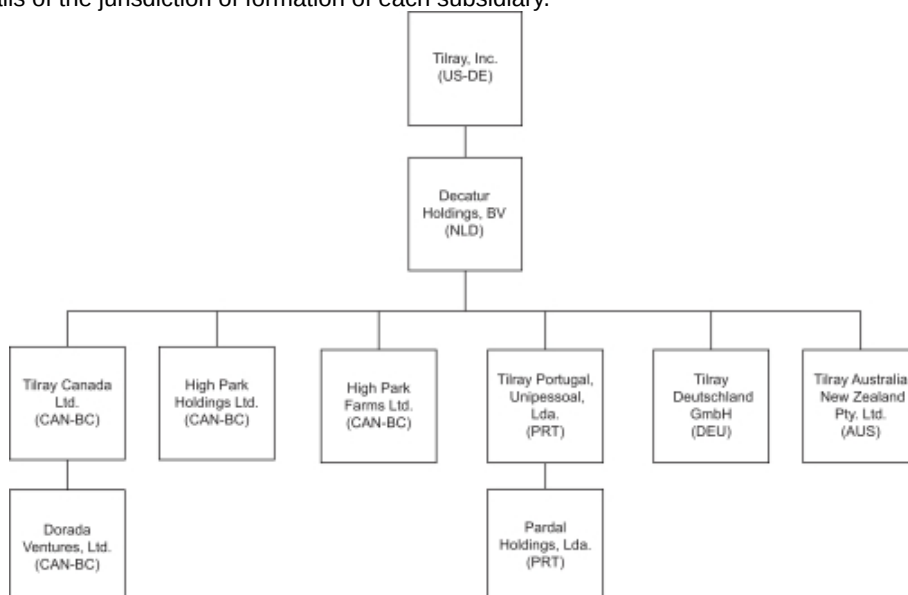 of the jurisdiction of formation of each subsidiary.
Tilray, Inc.
(US-DE)
Decatur
Holdings, BV
(NLD)
Tilray Canada
Ltd.
(CAN-BC)
High Park
Holdings Ltd.
(CAN-BC)
High Park
Farms Ltd.
(CAN-BC)
Tilray Portugal,
Unipessoal,
Lda.
(PRT)
Tilray
Deutschland
GmbH
(DEU)
Tilray Australia
New Zealand
Pty. Ltd.
(AUS)
Dorada
Ventures, Ltd.
(CAN-BC)
Pardal
Holdings, Lda.
(PRT)